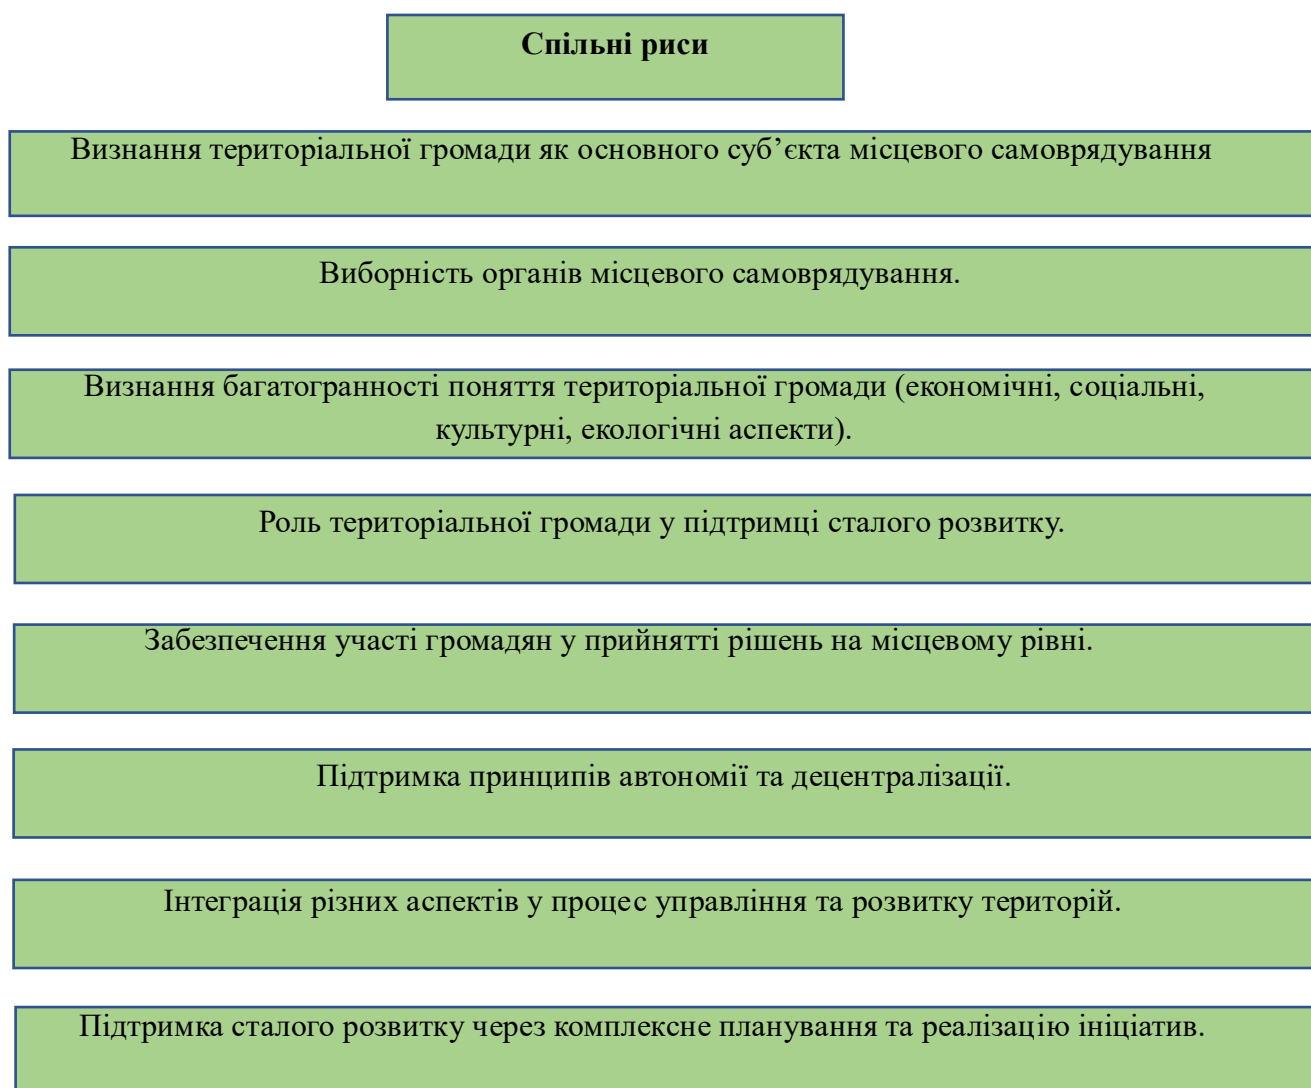 Спільні риси
Визнання територіальної громади як основного суб’єкта місцевого самоврядування
Виборність органів місцевого самоврядування.
Визнання багатогранності поняття територіальної громади (економічні, соціальні,
культурні, екологічні аспекти).
Роль територіальної громади у підтримці сталого розвитку.
Забезпечення участі громадян у прийнятті рішень на місцевому рівні.
Підтримка принципів автономії та децентралізації.
Інтеграція різних аспектів у процес управління та розвитку територій.
Підтримка сталого розвитку через комплексне планування та реалізацію ініціатив.